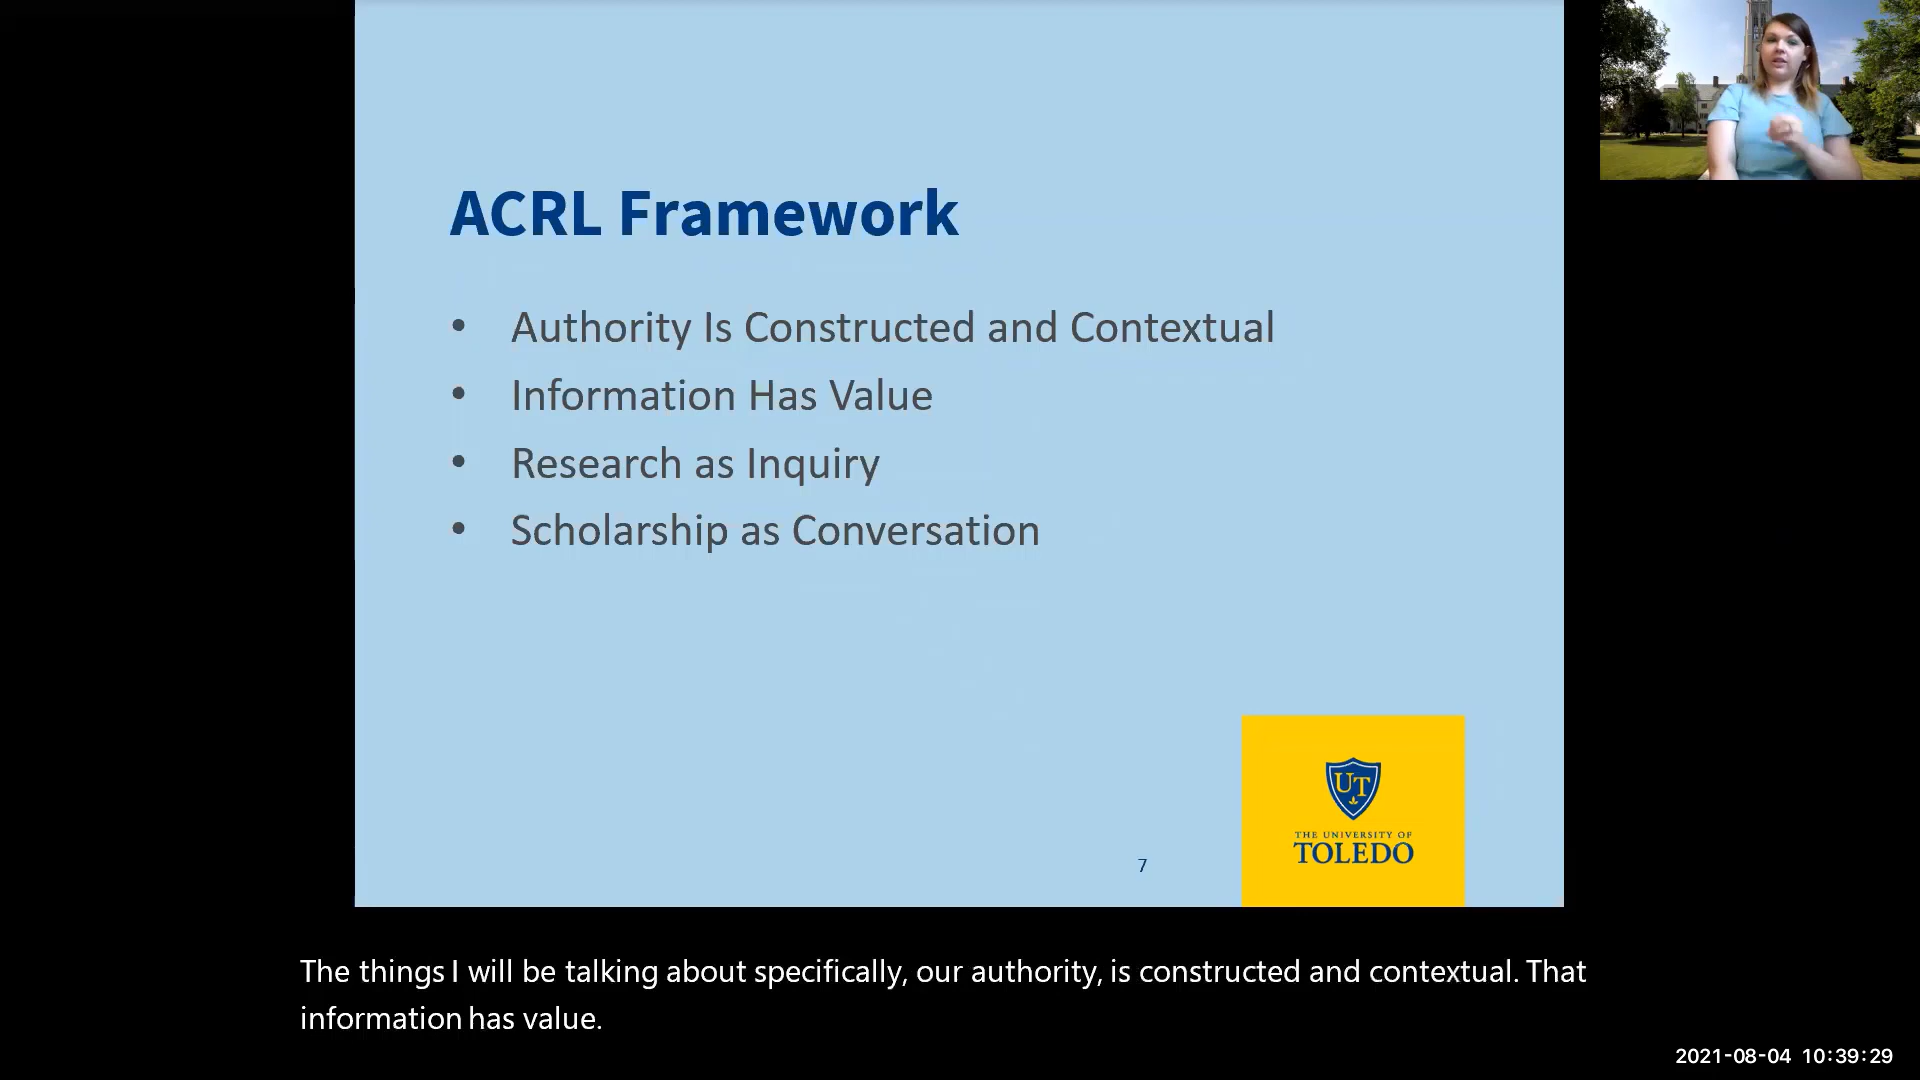 ACRL Framework
• Authority Is Constructed and Contextual
• Information Has Value
• Research as Inquiry
• Scholarship as Conversation
UT
THE UNIVERSITY OF
TOLEDO
7
The things I will be talking about specifically, our authority, is constructed and contextual. That
information has value.
2021-08-04 10:39:29